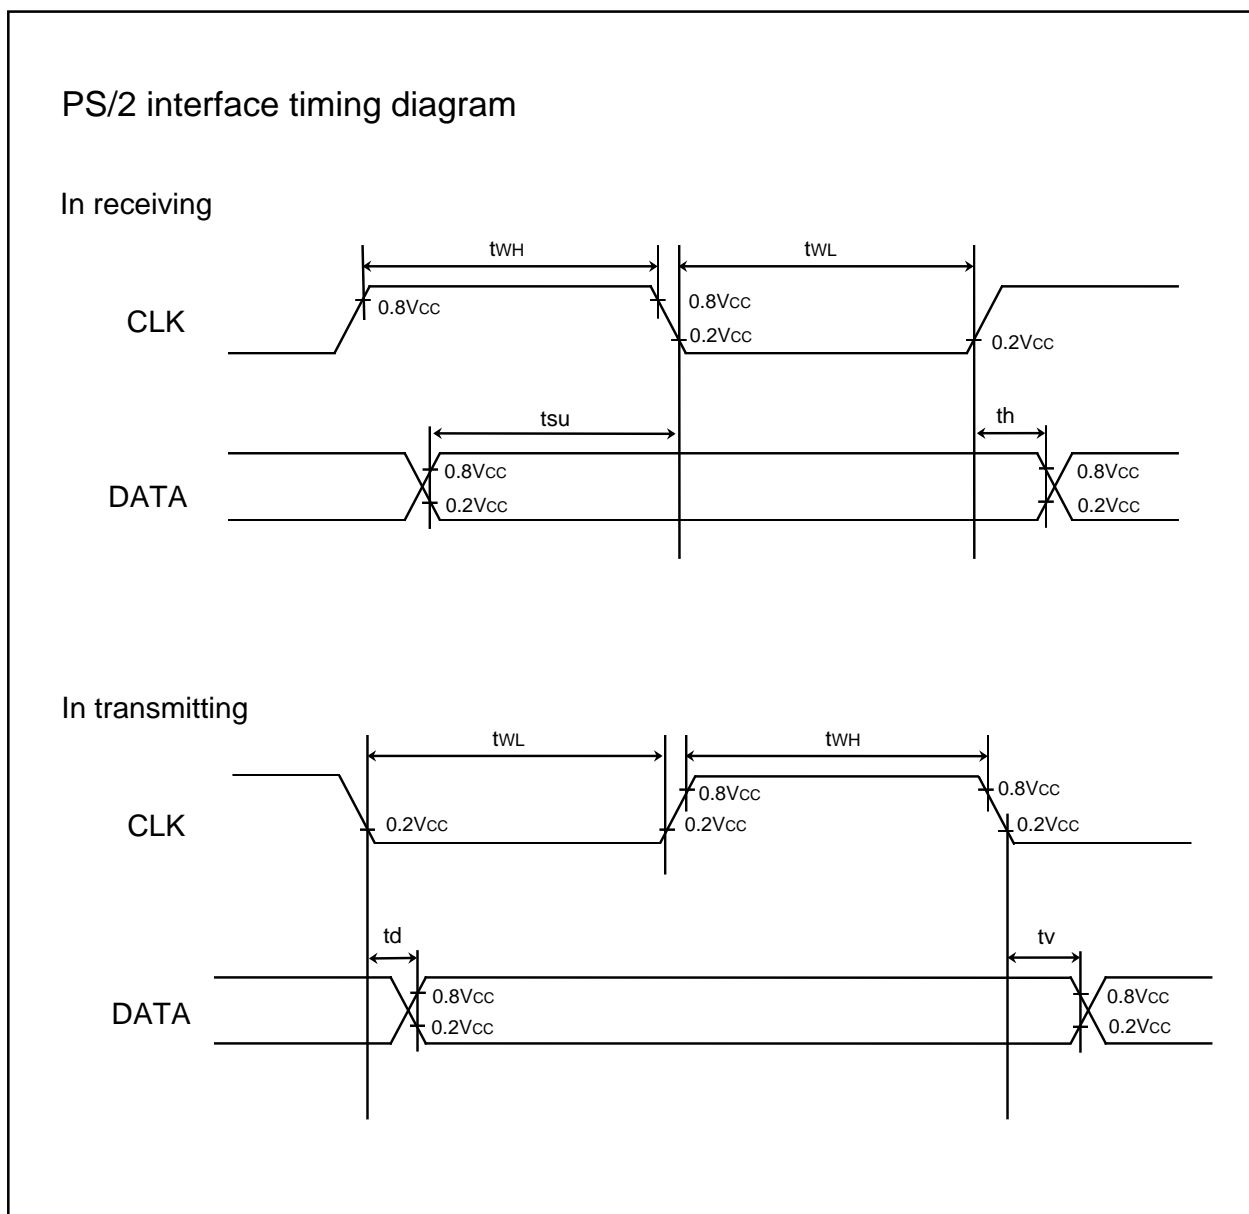 PS/2 interface timing diagram
In receiving
tWH
tWL
CLK
0.8VCC
0.8VCC
0.2VCC
0.2VCC
tsu
th
DATA
0.8VCC
0.2VCC
0.8VCC
0.2VCC
In transmitting
tWL
tWH
CLK
0.2VCC
0.8VCC
0.2VCC
0.8VCC
0.2VCC
td
tv
DATA
0.8VCC
0.2VCC
0.8VCC
0.2VCC